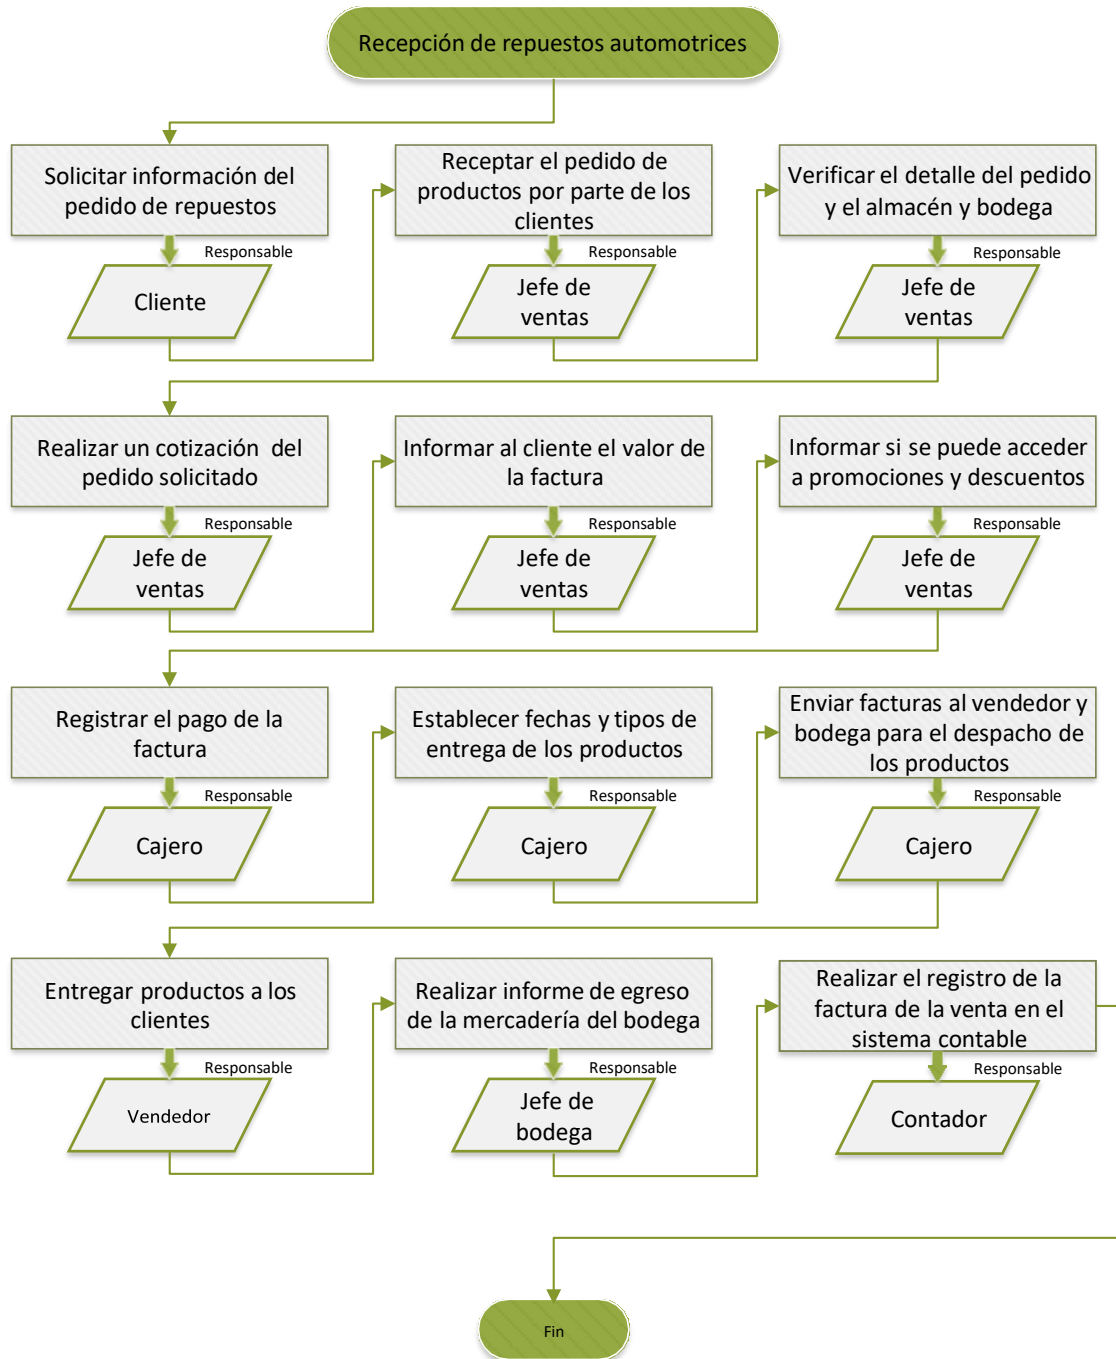 Recepción de repuestos automotrices
Solicitar información del
pedido de repuestos
Responsable
Cliente
Receptar el pedido de
productos por parte de los
clientes
Responsable
Jefe de
ventas
Verificar el detalle del pedido
y el almacén y bodega
Responsable
Jefe de
ventas
Realizar un cotización  del
pedido solicitado
Responsable
Jefe de
ventas
Informar al cliente el valor de
la factura
Responsable
Jefe de
ventas
Informar si se puede acceder
a promociones y descuentos
Responsable
Jefe de
ventas
Registrar el pago de la
factura
Responsable
Cajero
Establecer fechas y tipos de
entrega de los productos
Responsable
Cajero
Enviar facturas al vendedor y
bodega para el despacho de
los productos
Responsable
Cajero
Entregar productos a los
clientes
Responsable
Vendedor
Realizar informe de egreso
de la mercadería del bodega
Responsable
Jefe de
bodega
Realizar el registro de la
factura de la venta en el
sistema contable
Responsable
Contador
Fin